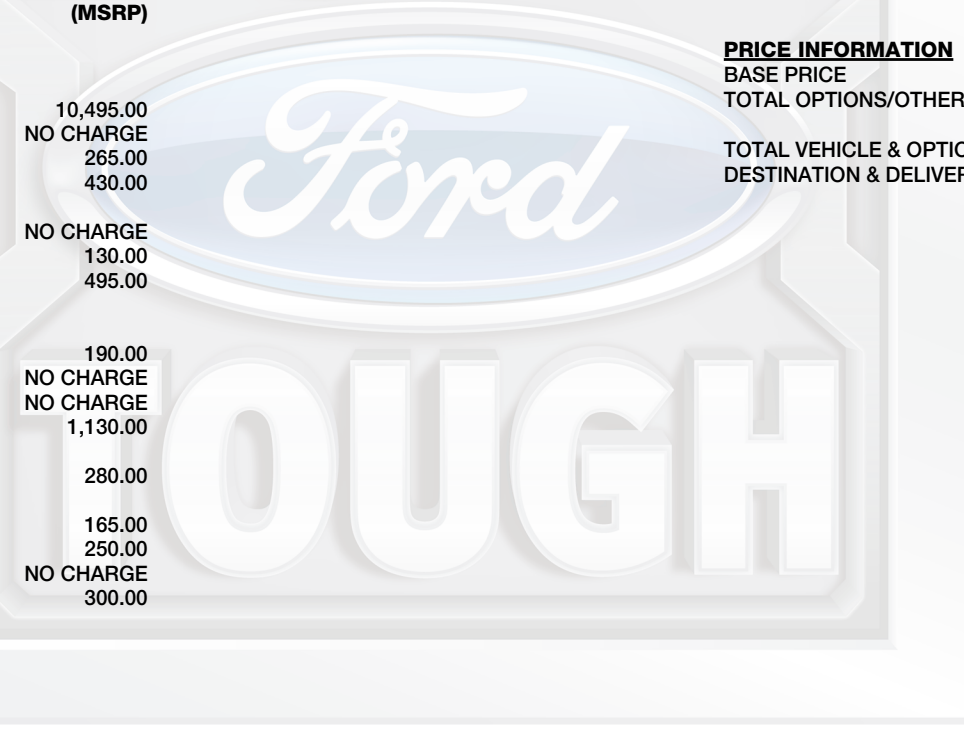 (MSRP)
10,495.00
NO CHARGE
265.00
430.00
NO CHARGE
130.00
495.00
190.00
NO CHARGE
NO CHARGE
1,130.00
280.00
165.00
250.00
NO CHARGE
300.00
PRICE INFORMATION
BASE PRICE
TOTAL OPTIONS/OTHER
TOTAL VEHICLE & OPTIO
DESTINATION & DELIVER
Ford
TOUGH